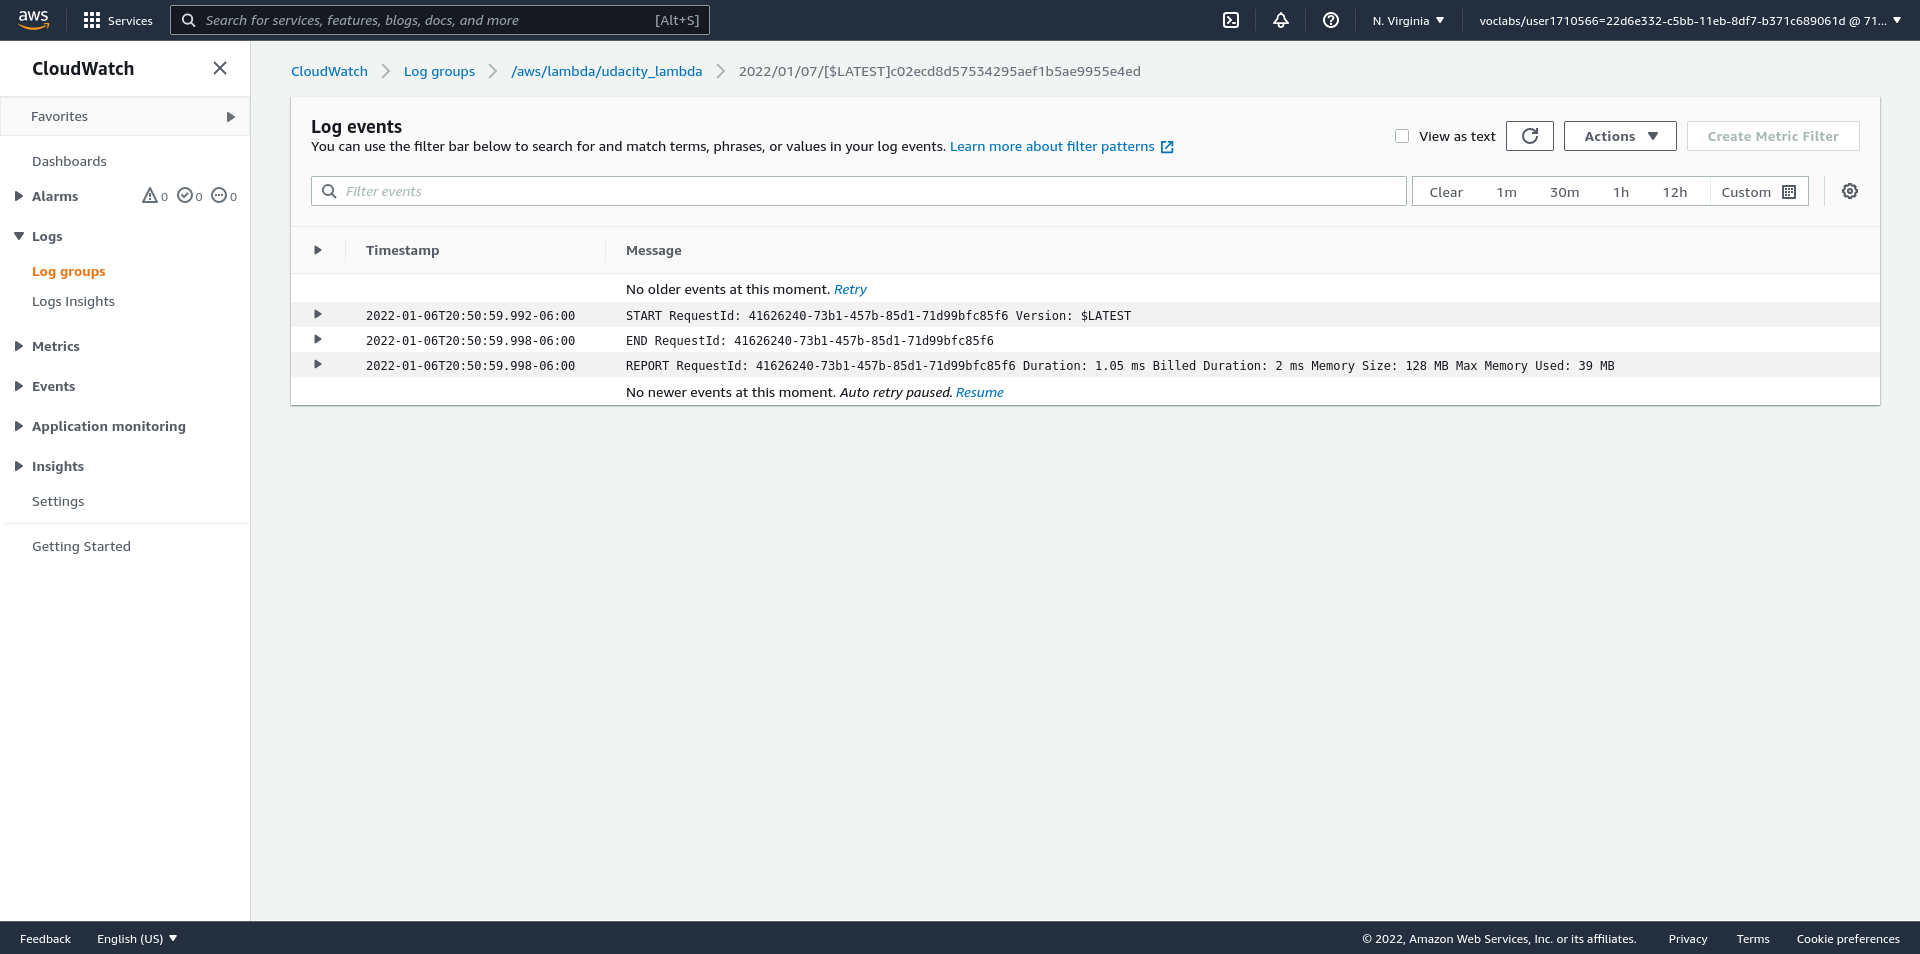 aws Services Search for services, features, blogs, docs, and more [Alt+S] N. Virginia voclabs/user1710566=22d6e332-c5bb-11eb-8df7-b371c689061d @ 71...
CloudWatch
Favorites
Dashboards
Alarms 0 0 0
Logs
Log groups
Logs Insights
Metrics
Events
Application monitoring
Insights
Settings
Getting Started
CloudWatch Log groups /aws/lambda/udacity_lambda 2022/01/07/[$LATEST]c02ecd8d57534295aef1b5ae9955e4ed
Log events
You can use the filter bar below to search for and match terms, phrases, or values in your log events. Learn more about filter patterns
View as text Actions Create Metric Filter
Filter events Clear 1m 30m 1h 12h Custom
Timestamp Message
No older events at this moment. Retry
2022-01-06T20:50:59.992-06:00 START RequestId: 41626240-73b1-457b-85d1-71d99bfc85f6 Version: $LATEST
2022-01-06T20:50:59.998-06:00 END RequestId: 41626240-73b1-457b-85d1-71d99bfc85f6
2022-01-06T20:50:59.998-06:00 REPORT RequestId: 41626240-73b1-457b-85d1-71d99bfc85f6 Duration: 1.05 ms Billed Duration: 2 ms Memory Size: 128 MB Max Memory Used: 39 MB
No newer events at this moment. Auto retry paused. Resume
Feedback English (US) © 2022, Amazon Web Services, Inc. or its affiliates. Privacy Terms Cookie preferences